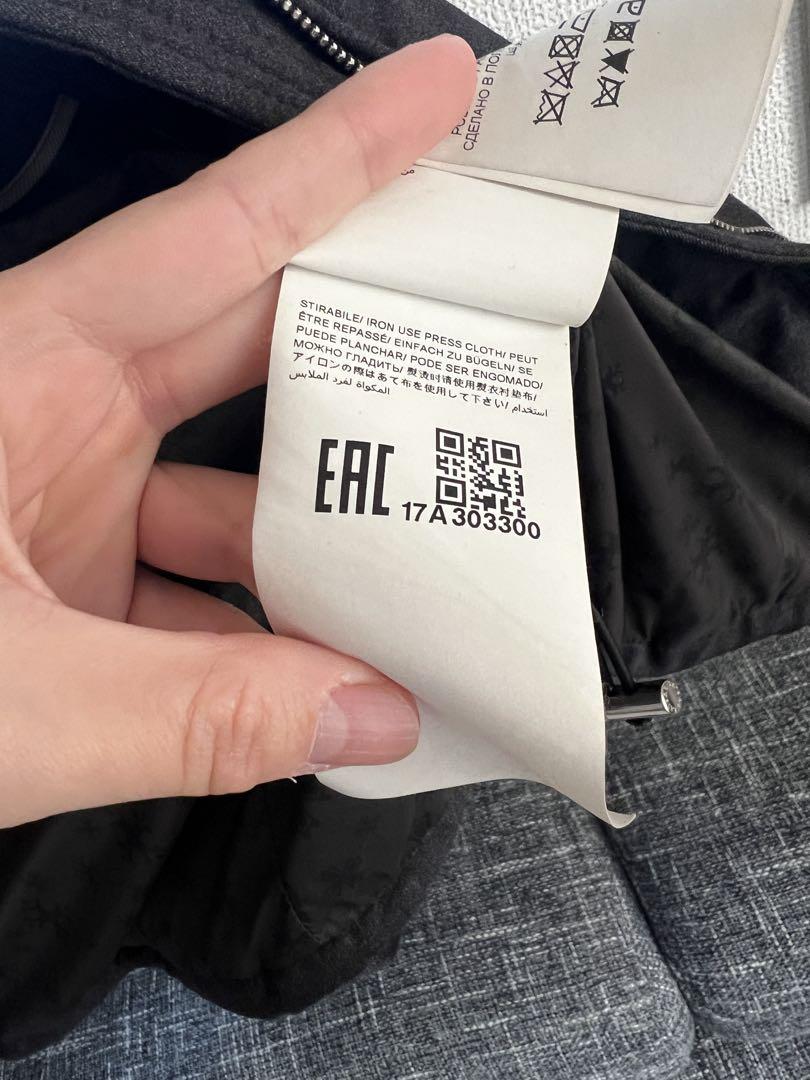 СДЕЛАНО В ПОЛ
STIRABILE/ IRON USE PRESS CLOTH/ PEUT
ÊTRE REPASSÉ/ EINFACH ZU BÜGELN/ SE
PUEDE PLANCHAR/ PODE SER ENGOMADO/
МОЖНО ГЛАДИТЬ/ 熨烫时请使用熨衣衬垫布/
アイロンの際はあて布を使用して下さい/ استخدام
المكواة لفرد الملابس
EAC
17A303300